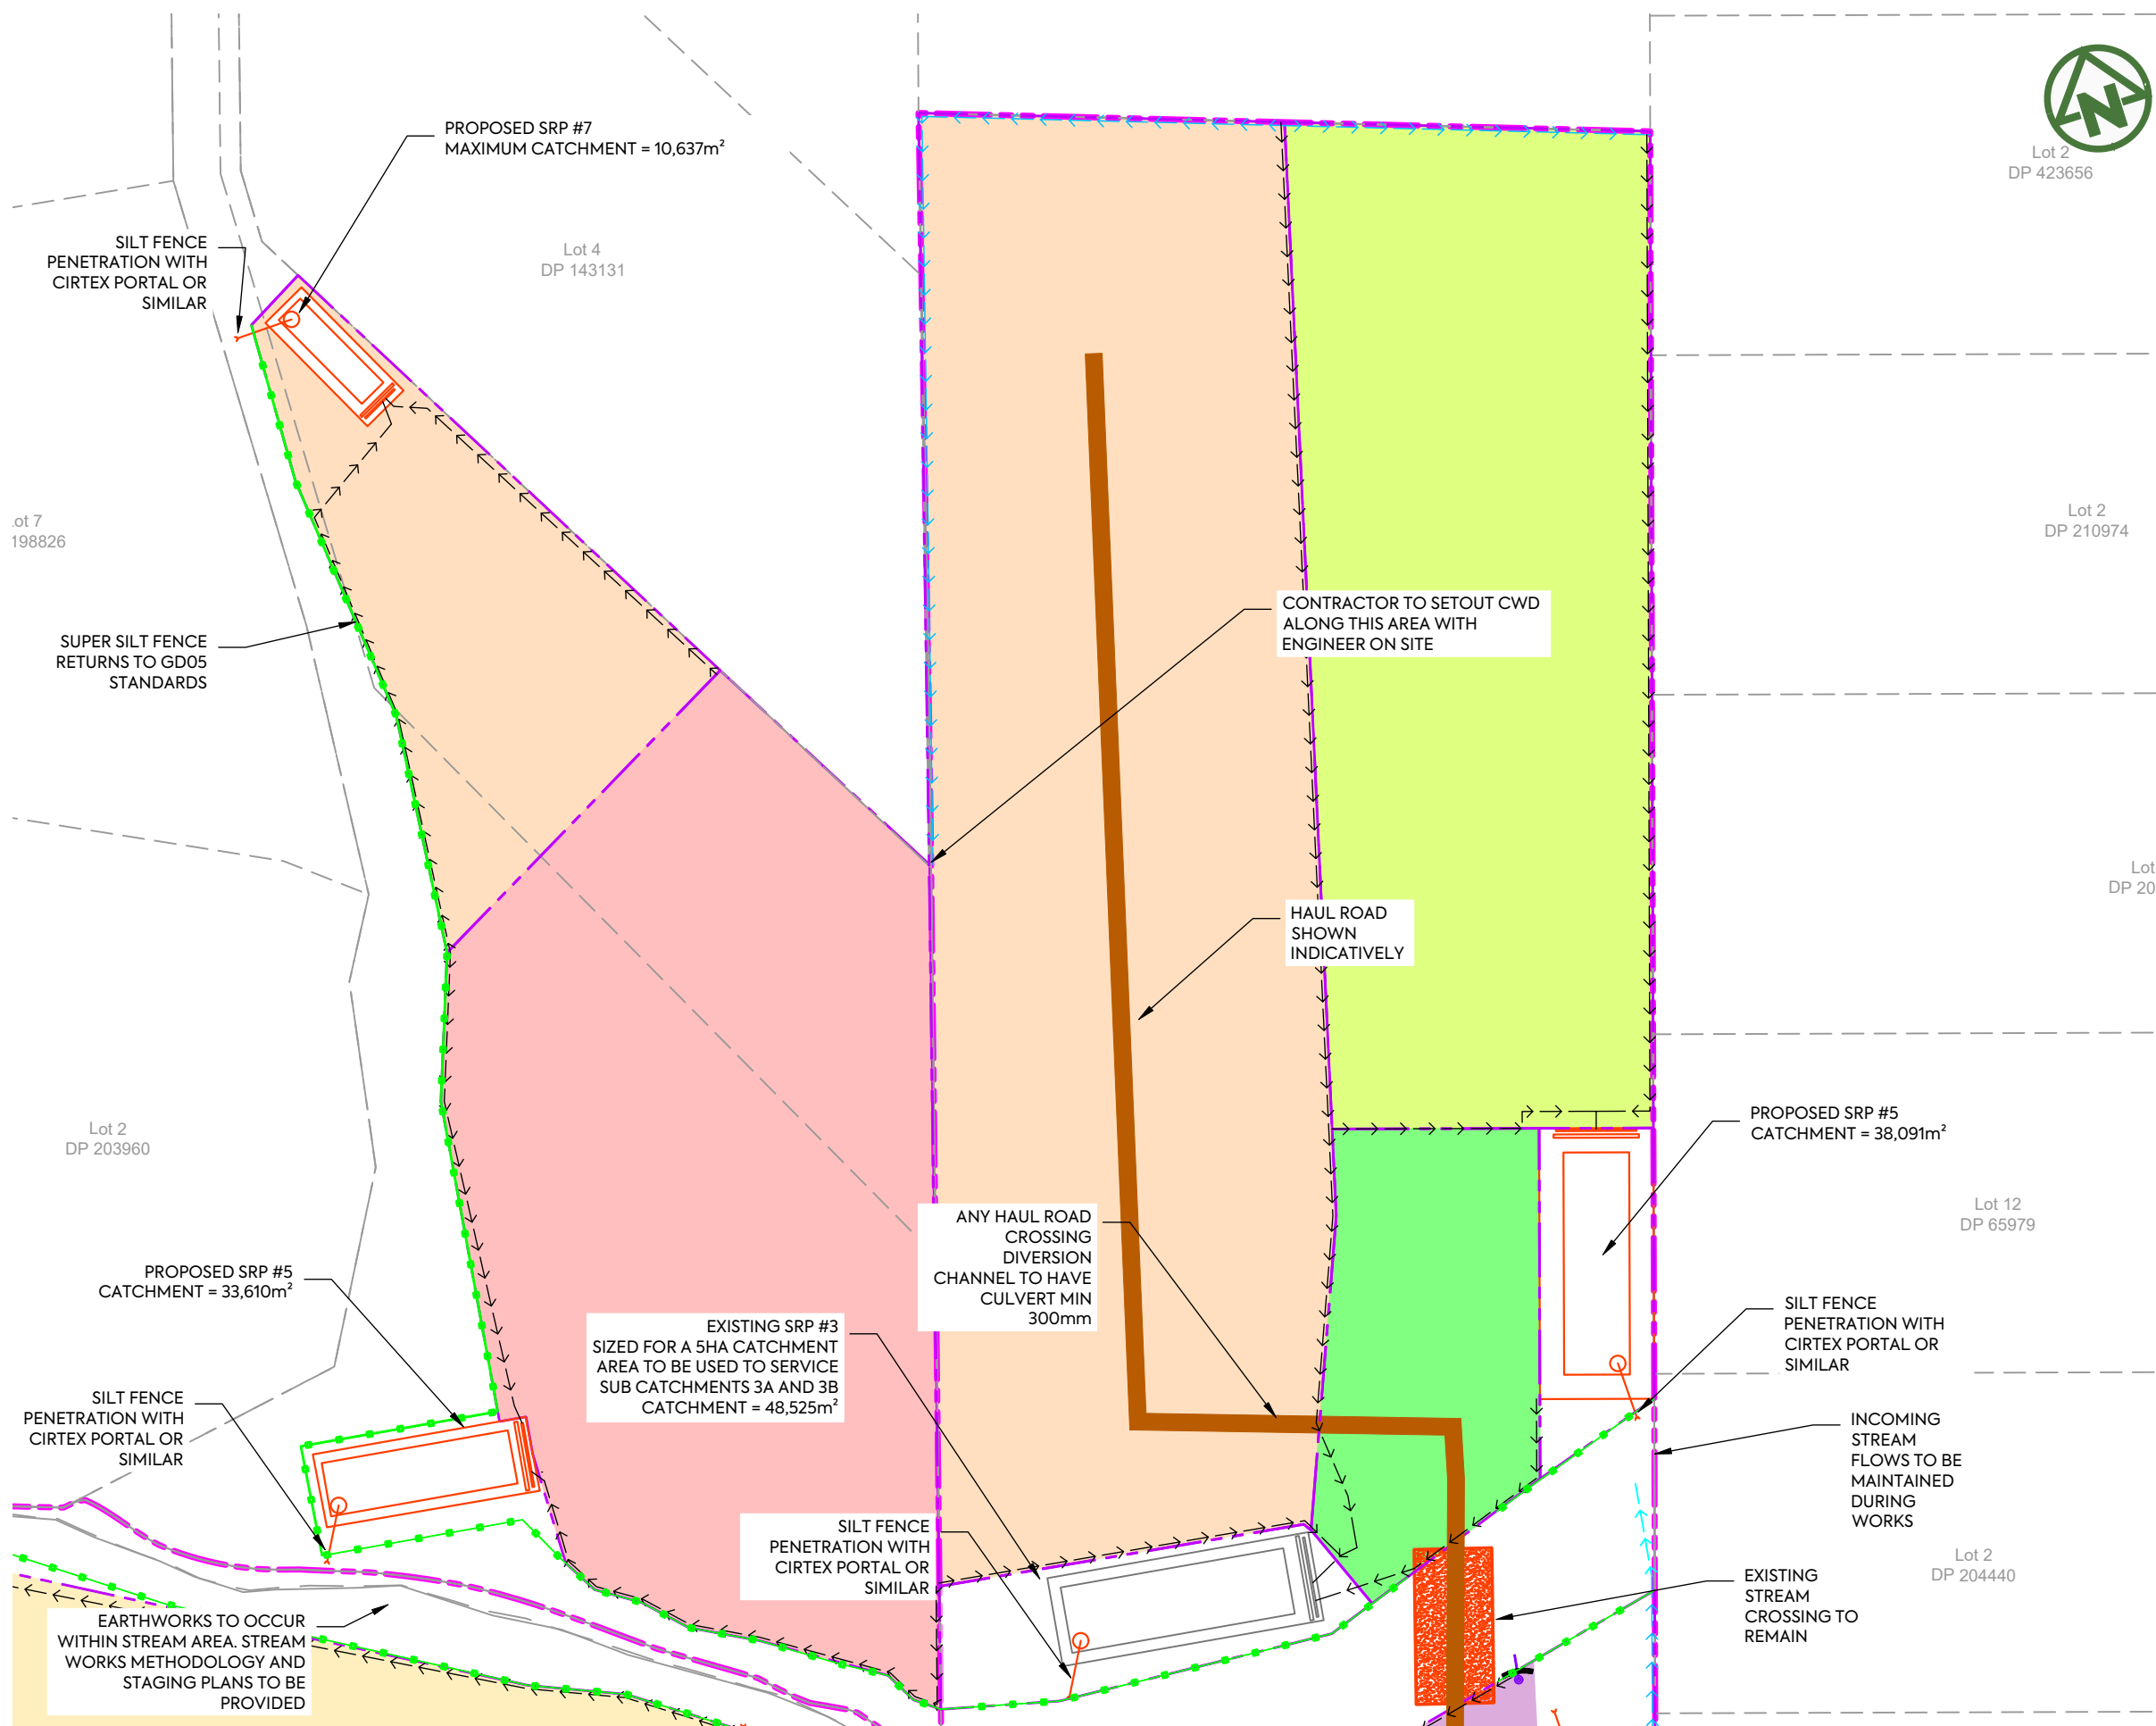 PROPOSED SRP #7
MAXIMUM CATCHMENT = 10,637m²
N
Lot 2
DP 423656
SILT FENCE
PENETRATION WITH
CIRTEX PORTAL OR
SIMILAR
Lot 4
DP 143131
Lot 2
DP 210974
.ot 7
198826
CONTRACTOR TO SETOUT CWD
ALONG THIS AREA WITH
ENGINEER ON SITE
SUPER SILT FENCE
RETURNS TO GD05
STANDARDS
Lot
DP 20
HAUL ROAD
SHOWN
INDICATIVELY
PROPOSED SRP #5
CATCHMENT = 38,091m²
Lot 2
DP 203960
Lot 12
DP 65979
ANY HAUL ROAD
CROSSING
DIVERSION
CHANNEL TO HAVE
CULVERT MIN
300mm
PROPOSED SRP #5
CATCHMENT = 33,610m²
SILT FENCE
PENETRATION WITH
CIRTEX PORTAL OR
SIMILAR
EXISTING SRP #3
SIZED FOR A 5HA CATCHMENT
AREA TO BE USED TO SERVICE
SUB CATCHMENTS 3A AND 3B
CATCHMENT = 48,525m²
SILT FENCE
PENETRATION WITH
CIRTEX PORTAL OR
SIMILAR
INCOMING
STREAM
FLOWS TO BE
MAINTAINED
DURING
WORKS
SILT FENCE
PENETRATION WITH
CIRTEX PORTAL OR
SIMILAR
Lot 2
DP 204440
EXISTING
STREAM
CROSSING TO
REMAIN
EARTHWORKS TO OCCUR
WITHIN STREAM AREA. STREAM
WORKS METHODOLOGY AND
STAGING PLANS TO BE
PROVIDED